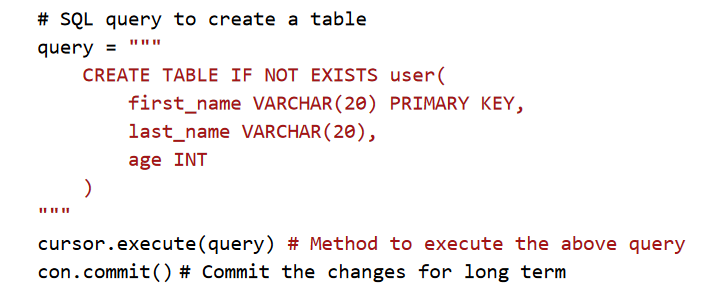 # SQL query to create a table
query = """
    CREATE TABLE IF NOT EXISTS user(
        first_name VARCHAR(20) PRIMARY KEY,
        last_name VARCHAR(20),
        age INT
    )
"""
cursor.execute(query) # Method to execute the above query
con.commit() # Commit the changes for long term